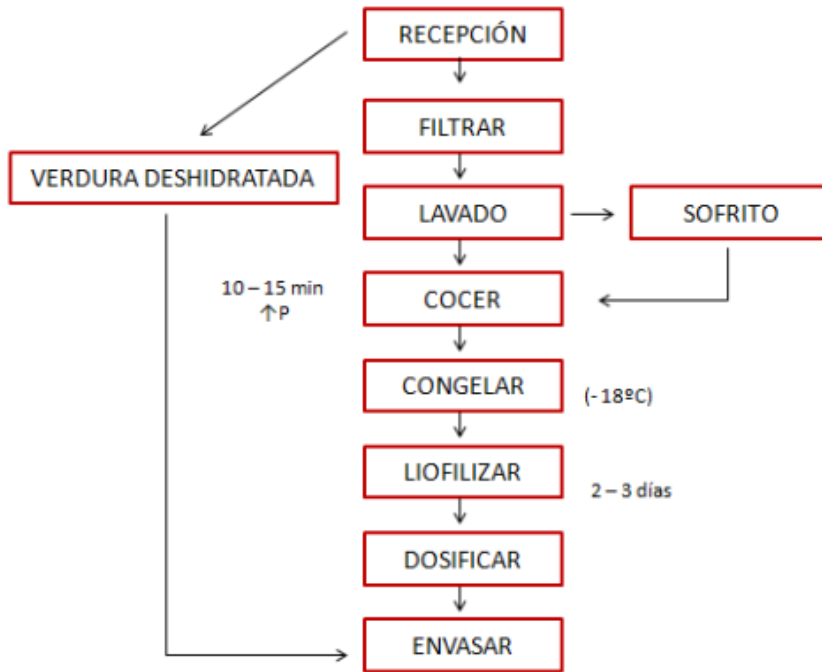 RECEPCIÓN
FILTRAR
VERDURA DESHIDRATADA
LAVADO
SOFRITO
10 – 15 min
↑P
COCER
CONGELAR
(- 18ºC)
LIOFILIZAR
2 – 3 días
DOSIFICAR
ENVASAR